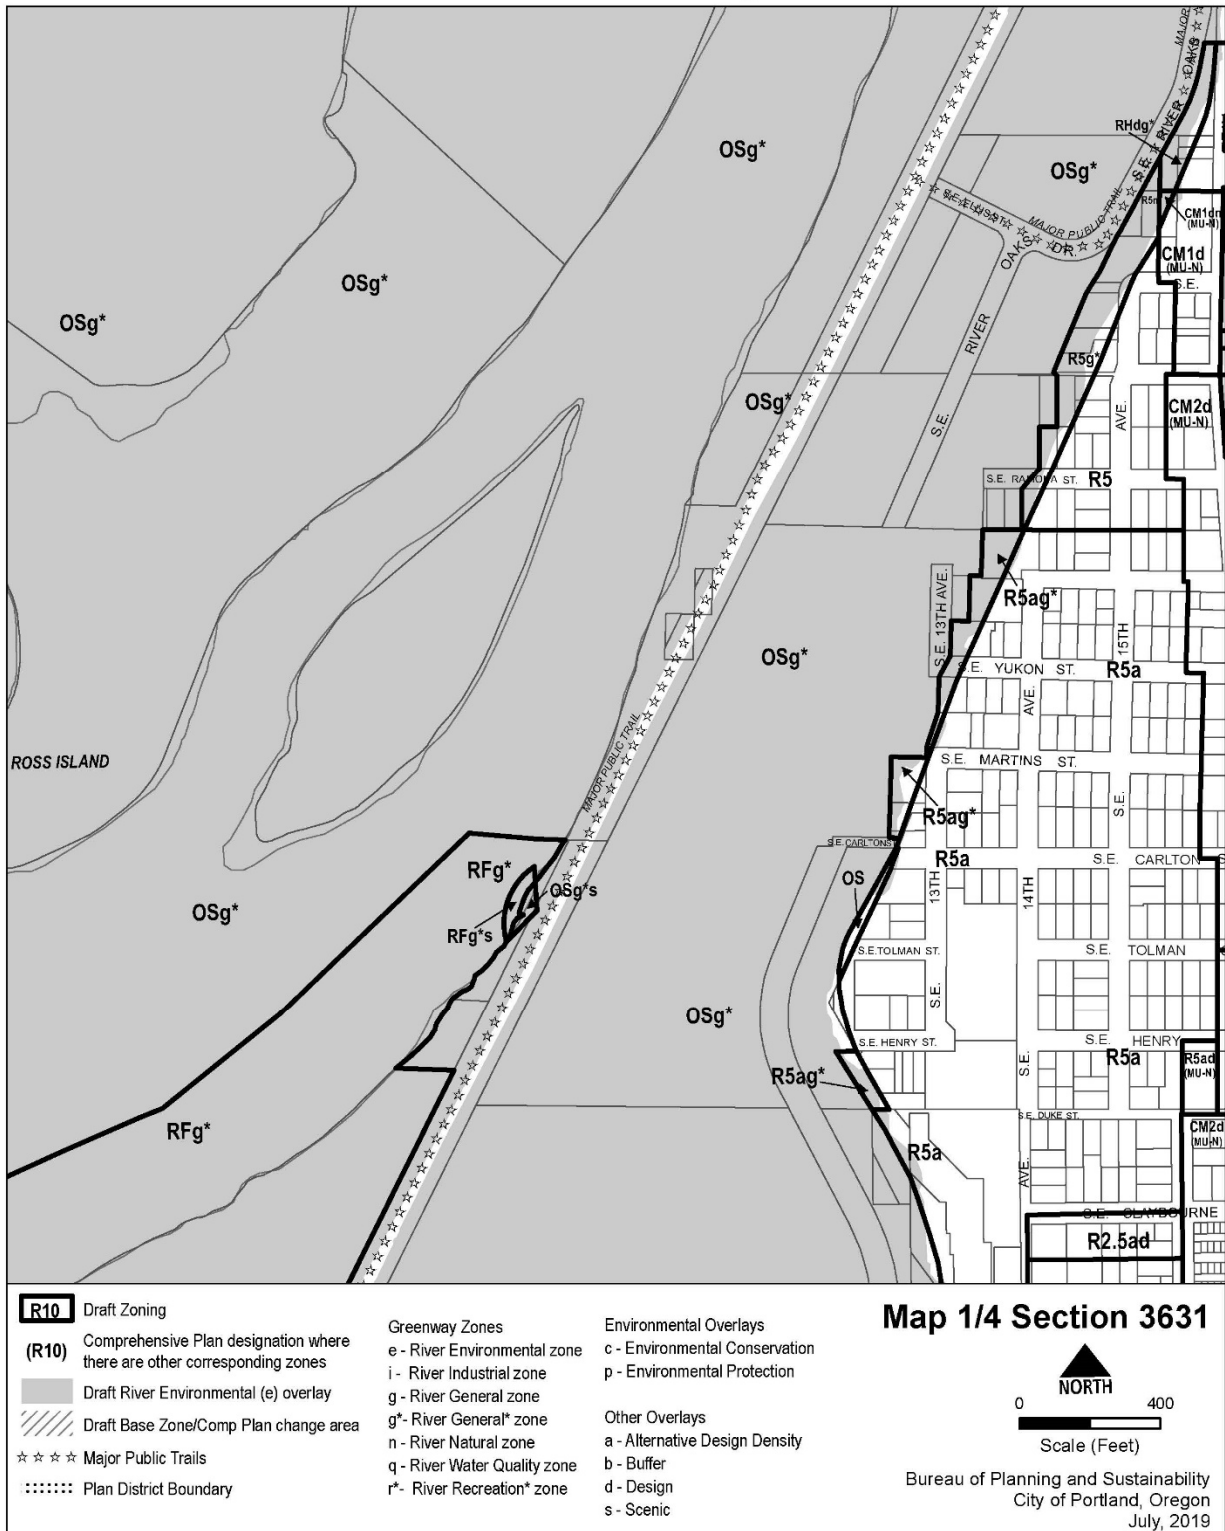 MAJOR
OAKS
RIVER
S.E.
RHdg*
OSg*
OSg*
R5n
CM1dn
(MU-N)
S.E. ELLIS ST.
MAJOR PUBLIC TRAIL
OAKS
DR.
CM1d
(MU-N)
S.E.
OSg*
OSg*
RIVER
S.E.
R5g*
OSg*
AVE.
CM2d
(MU-N)
S.E. RAMONA ST.
R5
R5ag*
S.E. 13TH AVE.
15TH
OSg*
S.E. YUKON ST.
R5a
AVE.
MAJOR PUBLIC TRAIL
ROSS ISLAND
S.E. MARTINS ST.
R5ag*
S.E.
S.E. CARLTON S
R5a
S.E. CARLTON S
RFg*
OS
OSg*s
13TH
14TH
OSg*
RFg*s
S.E. TOLMAN ST.
S.E. TOLMAN
S.E.
OSg*
S.E. HENRY ST.
S.E. HENRY
R5a
S.E.
R5ad
(MU-N)
R5ag*
S.E. DUKE ST.
RFg*
CM2d
(MU-N)
R5a
AVE.
S.E. CLAYBOURNE
R2.5ad
R10 Draft Zoning
(R10) Comprehensive Plan designation where
there are other corresponding zones
Draft River Environmental (e) overlay
Draft Base Zone/Comp Plan change area
Major Public Trails
Plan District Boundary
Greenway Zones
e - River Environmental zone
i - River Industrial zone
g - River General zone
g* - River General* zone
n - River Natural zone
q - River Water Quality zone
r* - River Recreation* zone
Environmental Overlays
c - Environmental Conservation
p - Environmental Protection
Other Overlays
a - Alternative Design Density
b - Buffer
d - Design
s - Scenic
Map 1/4 Section 3631
NORTH
0 400
Scale (Feet)
Bureau of Planning and Sustainability
City of Portland, Oregon
July, 2019